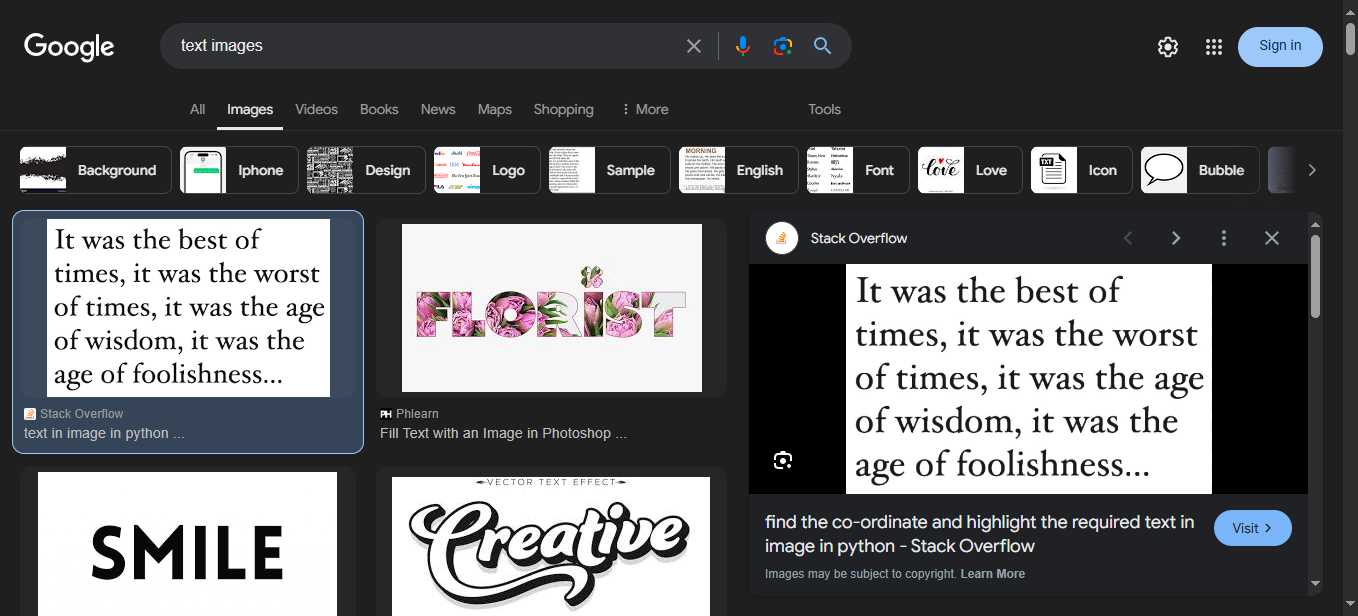 Google
text images
Sign in
All Images Videos Books News Maps Shopping More Tools
Background Iphone Design Logo Sample English Font Love Icon Bubble
It was the best of
times, it was the worst
of times, it was the age
of wisdom, it was the
age of foolishness...
Stack Overflow
text in image in python ...
FLORIST
PH Phlearn
Fill Text with an Image in Photoshop ...
SMILE
VECTOR TEXT EFFECT
Creative
Stack Overflow
It was the best of
times, it was the worst
of times, it was the age
of wisdom, it was the
age of foolishness...
find the co-ordinate and highlight the required text in
image in python - Stack Overflow
Visit
Images may be subject to copyright. Learn More